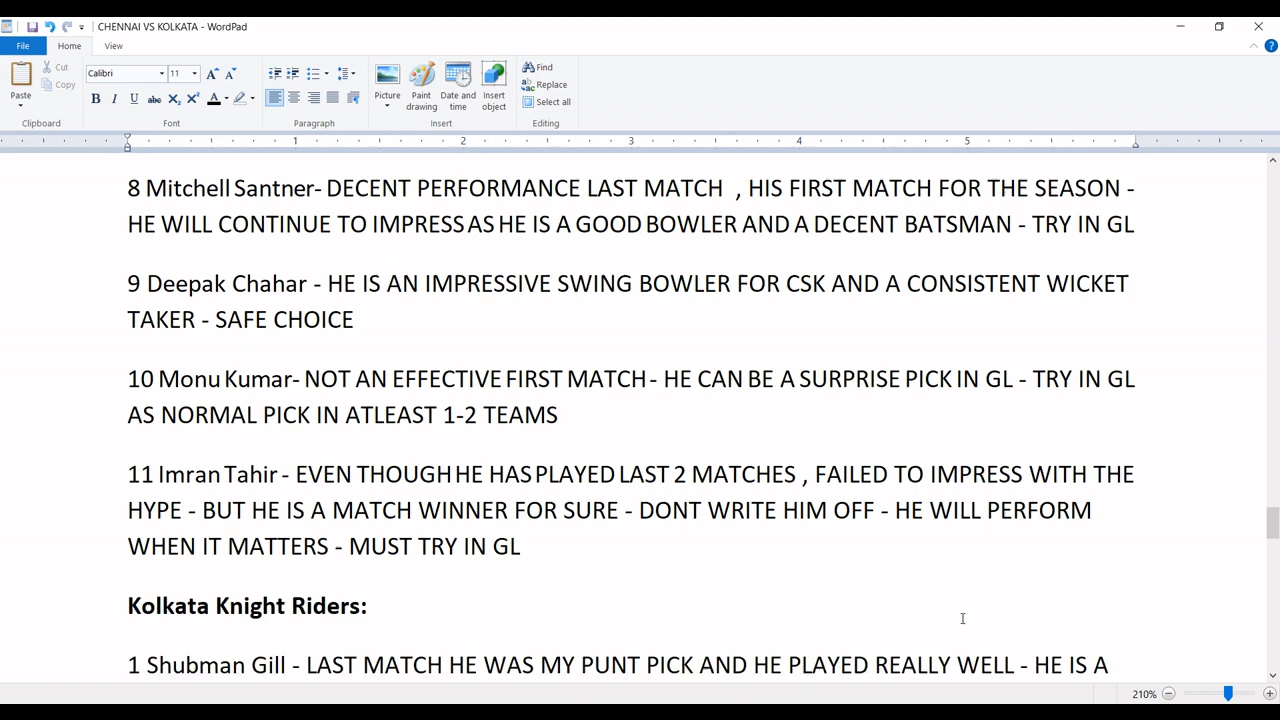 CHENNAI VS KOLKATA - WordPad
File Home View
Cut
Copy
Paste
Calibri 11
B I U abc X₂ X² A
Picture
Paint drawing
Date and time
Insert object
Find
Replace
Select all
Clipboard Font Paragraph Insert Editing
1 2 3 4 5
8 Mitchell Santner- DECENT PERFORMANCE LAST MATCH , HIS FIRST MATCH FOR THE SEASON -
HE WILL CONTINUE TO IMPRESS AS HE IS A GOOD BOWLER AND A DECENT BATSMAN - TRY IN GL
9 Deepak Chahar - HE IS AN IMPRESSIVE SWING BOWLER FOR CSK AND A CONSISTENT WICKET
TAKER - SAFE CHOICE
10 Monu Kumar- NOT AN EFFECTIVE FIRST MATCH - HE CAN BE A SURPRISE PICK IN GL - TRY IN GL
AS NORMAL PICK IN ATLEAST 1-2 TEAMS
11 Imran Tahir - EVEN THOUGH HE HAS PLAYED LAST 2 MATCHES , FAILED TO IMPRESS WITH THE
HYPE - BUT HE IS A MATCH WINNER FOR SURE - DONT WRITE HIM OFF - HE WILL PERFORM
WHEN IT MATTERS - MUST TRY IN GL
Kolkata Knight Riders:
1 Shubman Gill - LAST MATCH HE WAS MY PUNT PICK AND HE PLAYED REALLY WELL - HE IS A
210%